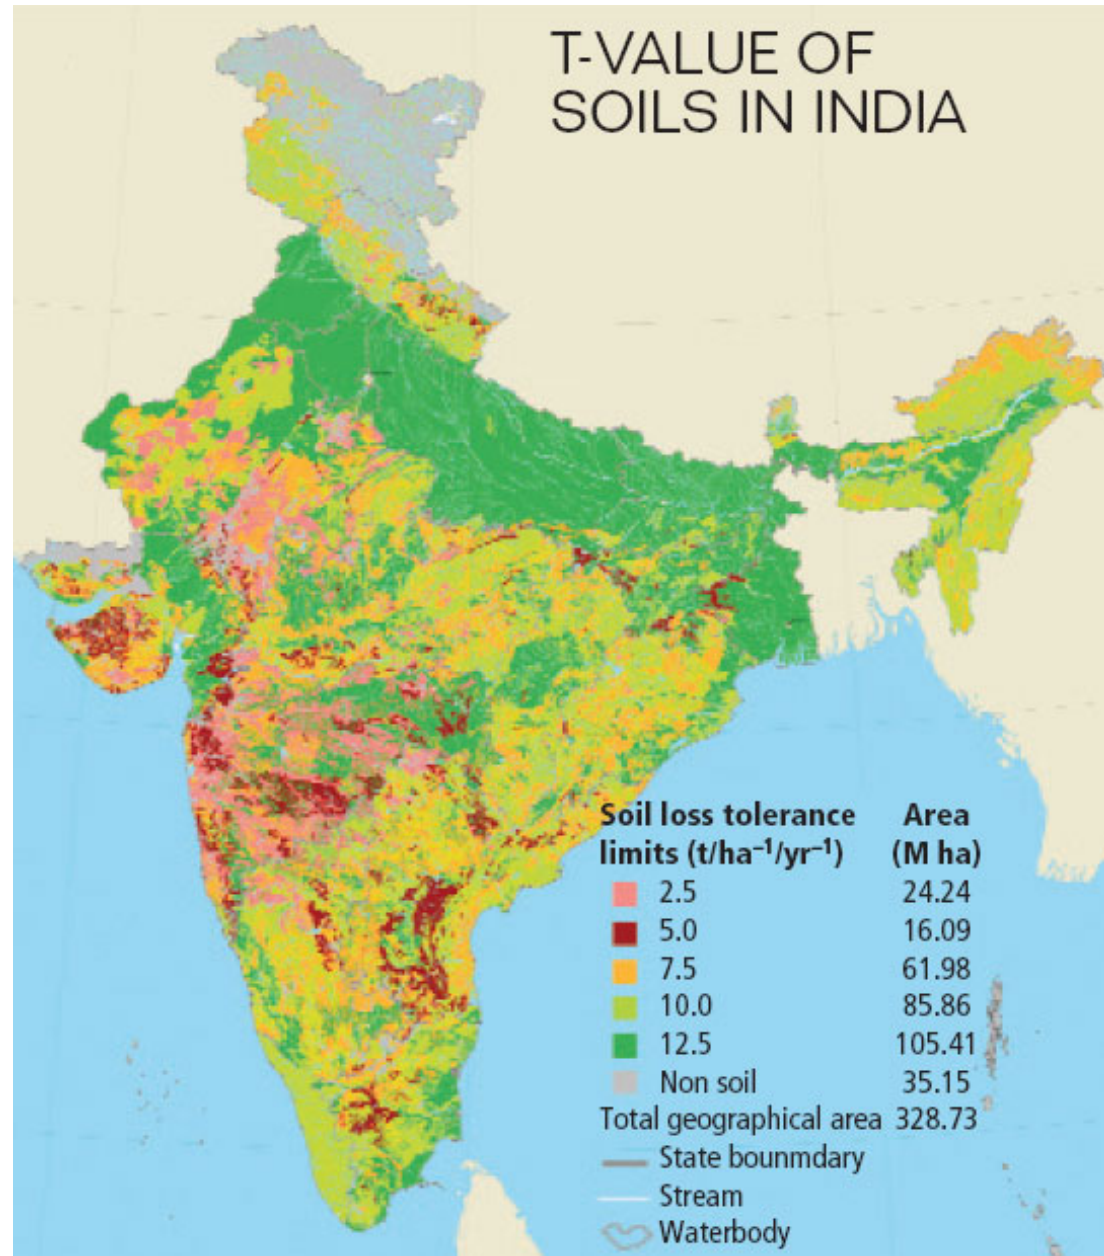 T-VALUE OF
SOILS IN INDIA
Soil loss tolerance Area
limits (t/ha⁻¹/yr⁻¹) (M ha)
2.5 24.24
5.0 16.09
7.5 61.98
10.0 85.86
12.5 105.41
Non soil 35.15
Total geographical area 328.73
State bounmdary
Stream
Waterbody